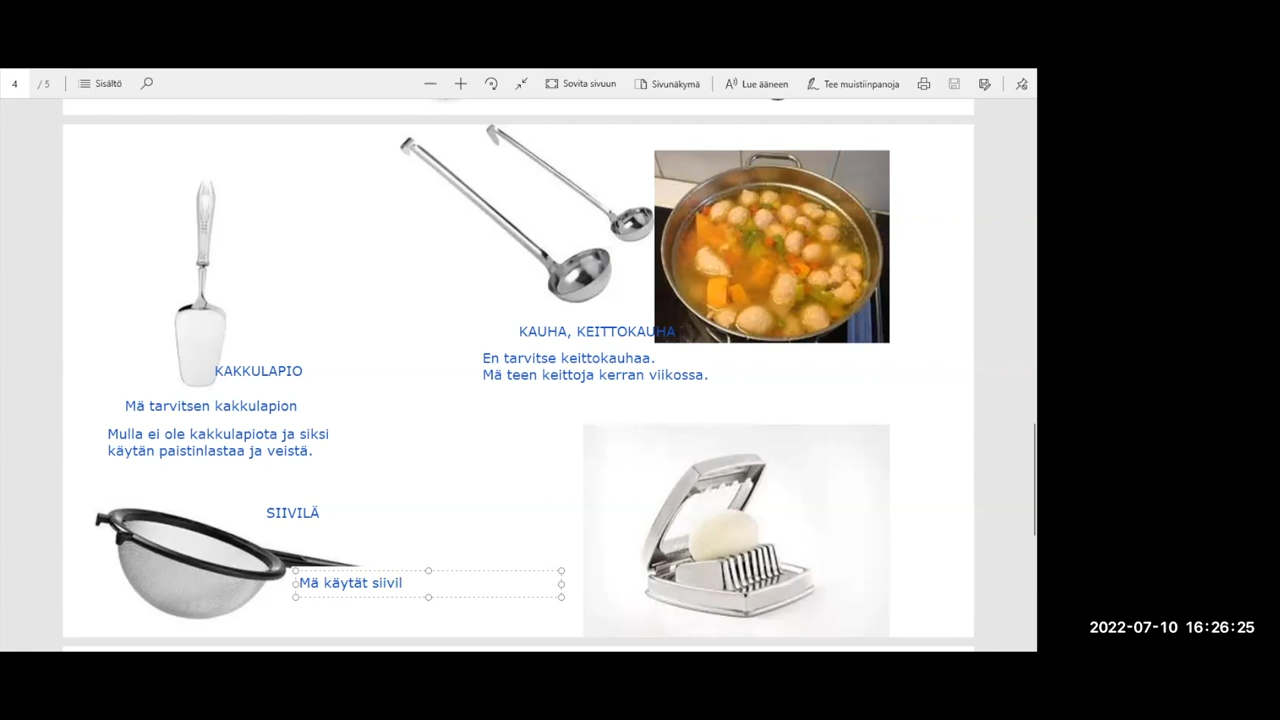 4 / 5 Sisältö Sovita sivuun Sivunäkymä Lue ääneen Tee muistiinpanoja
KAUHA, KEITTOKAUHA
En tarvitse keittokauhaa.
Mä teen keittoja kerran viikossa.
KAKKULAPIO
Mä tarvitsen kakkulapion
Mulla ei ole kakkulapiota ja siksi
käytän paistinlastaa ja veistä.
SIIVILÄ
Mä käytät siivil
2022-07-10 16:26:25